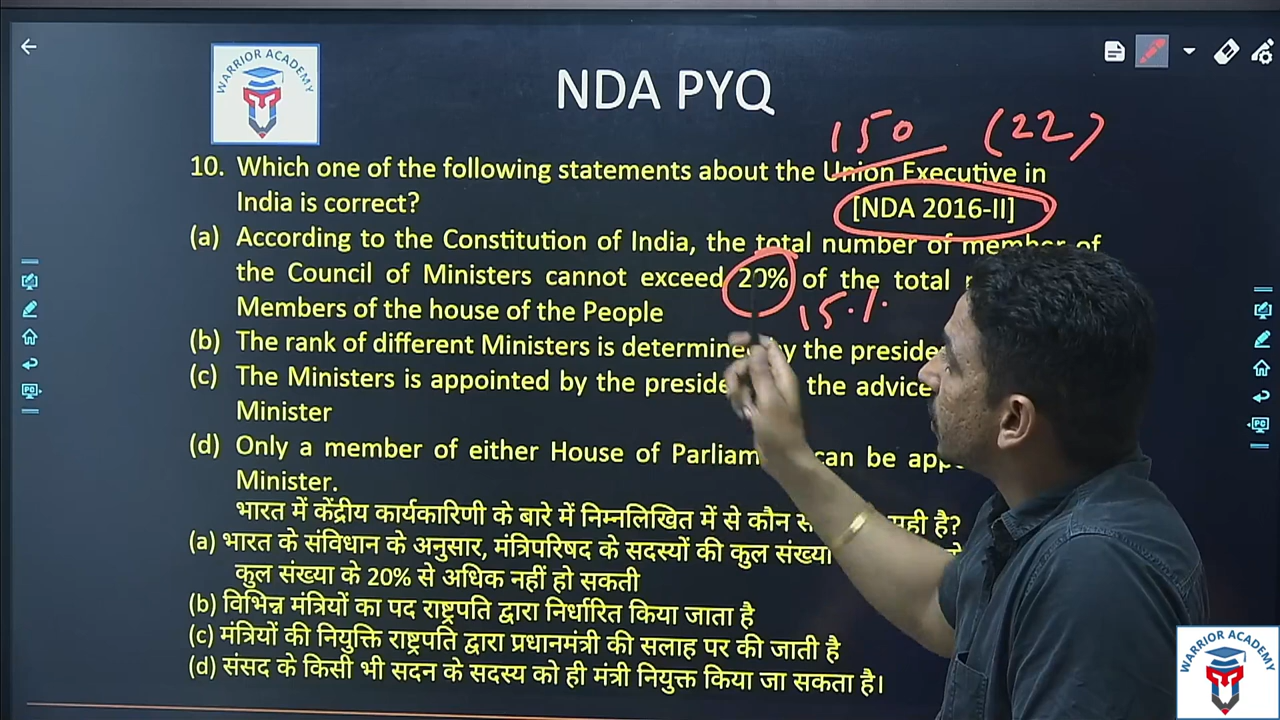 WARRIOR ACADEMY
NDA PYQ
150 (22)
10. Which one of the following statements about the Union Executive in
India is correct? [NDA 2016-II]
(a) According to the Constitution of India, the total number of member of
the Council of Ministers cannot exceed 20% of the total
15%
Members of the house of the People
(b) The rank of different Ministers is determined by the
(c) The Ministers is appointed by the the advice
Minister
(d) Only a member of either House of can be
Minister.
भारत में केंद्रीय कार्यकारिणी के बारे में निम्नलिखित में से कौन है?
(a) भारत के संविधान के अनुसार, मंत्रिपरिषद के सदस्यों की कुल संख्या
कुल संख्या के 20% से अधिक नहीं हो सकती
(b) विभिन्न मंत्रियों का पद राष्ट्रपति द्वारा निर्धारित किया जाता है
(c) मंत्रियों की नियुक्ति राष्ट्रपति द्वारा प्रधानमंत्री की सलाह पर की जाती है
(d) संसद के किसी भी सदन के सदस्य को ही मंत्री नियुक्त किया जा सकता है।
WARRIOR ACADEMY